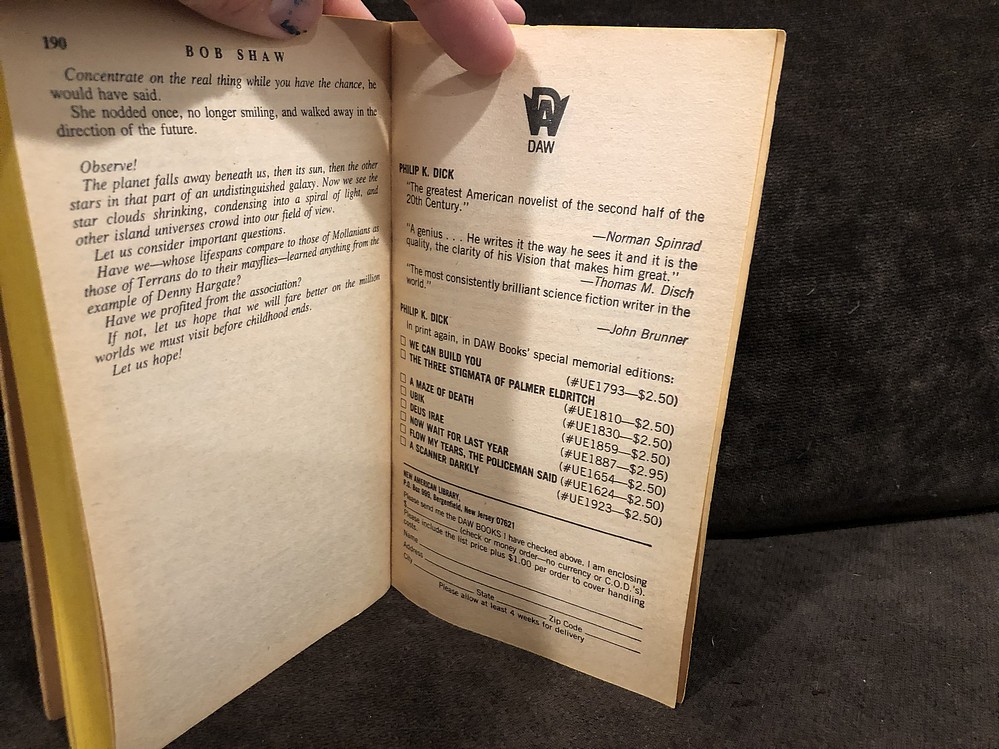 190
BOB SHAW
Concentrate on the real thing while you have the chance, he
would have said.
She nodded once, no longer smiling, and walked away in the
direction of the future.
Observe!
The planet falls away beneath us, then its sun, then the other
stars in that part of an undistinguished galaxy. Now we see the
star clouds shrinking, condensing into a spiral of light, and
other island universes crowd into our field of view.
Let us consider important questions.
Have we—whose lifespans compare to those of Mollanians as
those of Terrans do to their mayflies—learned anything from the
example of Denny Hargate?
Have we profited from the association?
If not, let us hope that we will fare better on the million
worlds we must visit before childhood ends.
Let us hope!
DAW
DAW
PHILIP K. DICK
"The greatest American novelist of the second half of the
20th Century."
—Norman Spinrad
"A genius . . . He writes it the way he sees it and it is the
quality, the clarity of his Vision that makes him great."
—Thomas M. Disch
"The most consistently brilliant science fiction writer in the
world."
—John Brunner
PHILIP K. DICK
In print again, in DAW Books' special memorial editions:
☐ WE CAN BUILD YOU (#UE1793—$2.50)
☐ THE THREE STIGMATA OF PALMER ELDRITCH
(#UE1810—$2.50)
☐ A MAZE OF DEATH (#UE1830—$2.50)
☐ UBIK (#UE1859—$2.50)
☐ DEUS IRAE (#UE1887—$2.95)
☐ NOW WAIT FOR LAST YEAR (#UE1654—$2.50)
☐ FLOW MY TEARS, THE POLICEMAN SAID (#UE1624—$2.50)
☐ A SCANNER DARKLY (#UE1923—$2.50)
NEW AMERICAN LIBRARY,
P.O. Box 999, Bergenfield, New Jersey 07621
Please send me the DAW BOOKS I have checked above. I am enclosing
$ (check or money order—no currency or C.O.D.'s).
Please include the list price plus $1.00 per order to cover handling
costs.
Name
Address
City State Zip Code
Please allow at least 4 weeks for delivery